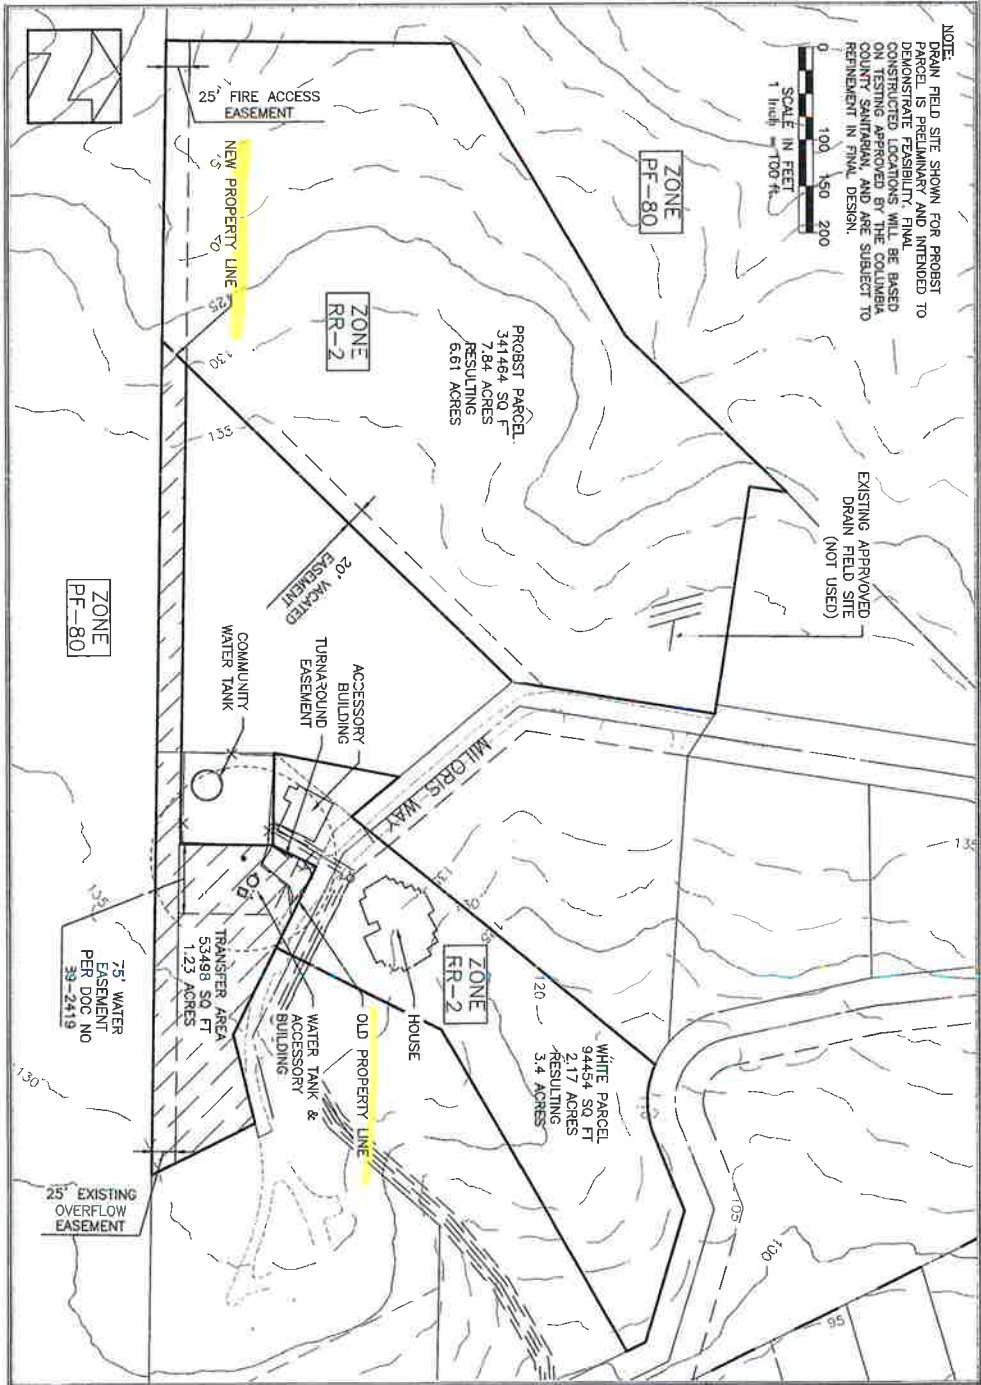 NOTE:
DRAIN FIELD SITE SHOWN FOR PROBST
PARCEL IS PRELIMINARY AND INTENDED TO
DEMONSTRATE FEASIBILITY. FINAL
CONSTRUCTED LOCATIONS WILL BE BASED
ON TESTING APPROVED BY THE COLUMBIA
COUNTY SANITARIAN, AND ARE SUBJECT TO
REFINEMENT IN FINAL DESIGN.
0 100 150 200
SCALE IN FEET
1 Inch = 100 ft.
ZONE
PF-80
EXISTING APPRVOVED
DRAIN FIELD SITE
(NOT USED)
PROBST PARCEL
341464 SQ FT
7.84 ACRES
RESULTING
6.61 ACRES
ZONE
RR-2
25' FIRE ACCESS
EASEMENT
NEW PROPERTY LINE
125
130
135
20' VACATED
EASEMENT
ACCESSORY
BUILDING
TURNAROUND
EASEMENT
COMMUNITY
WATER TANK
MILORIS WAY
ZONE
PF-80
135
120
110
105
100
95
WHITE PARCEL
94454 SQ FT
2.17 ACRES
RESULTING
3.4 ACRES
ZONE
RR-2
HOUSE
OLD PROPERTY LINE
WATER TANK &
ACCESSORY
BUILDING
TRANSFER AREA
53498 SQ FT
1.23 ACRES
75' WATER
EASEMENT
PER DOC NO
39-2419
135
130
25' EXISTING
OVERFLOW
EASEMENT